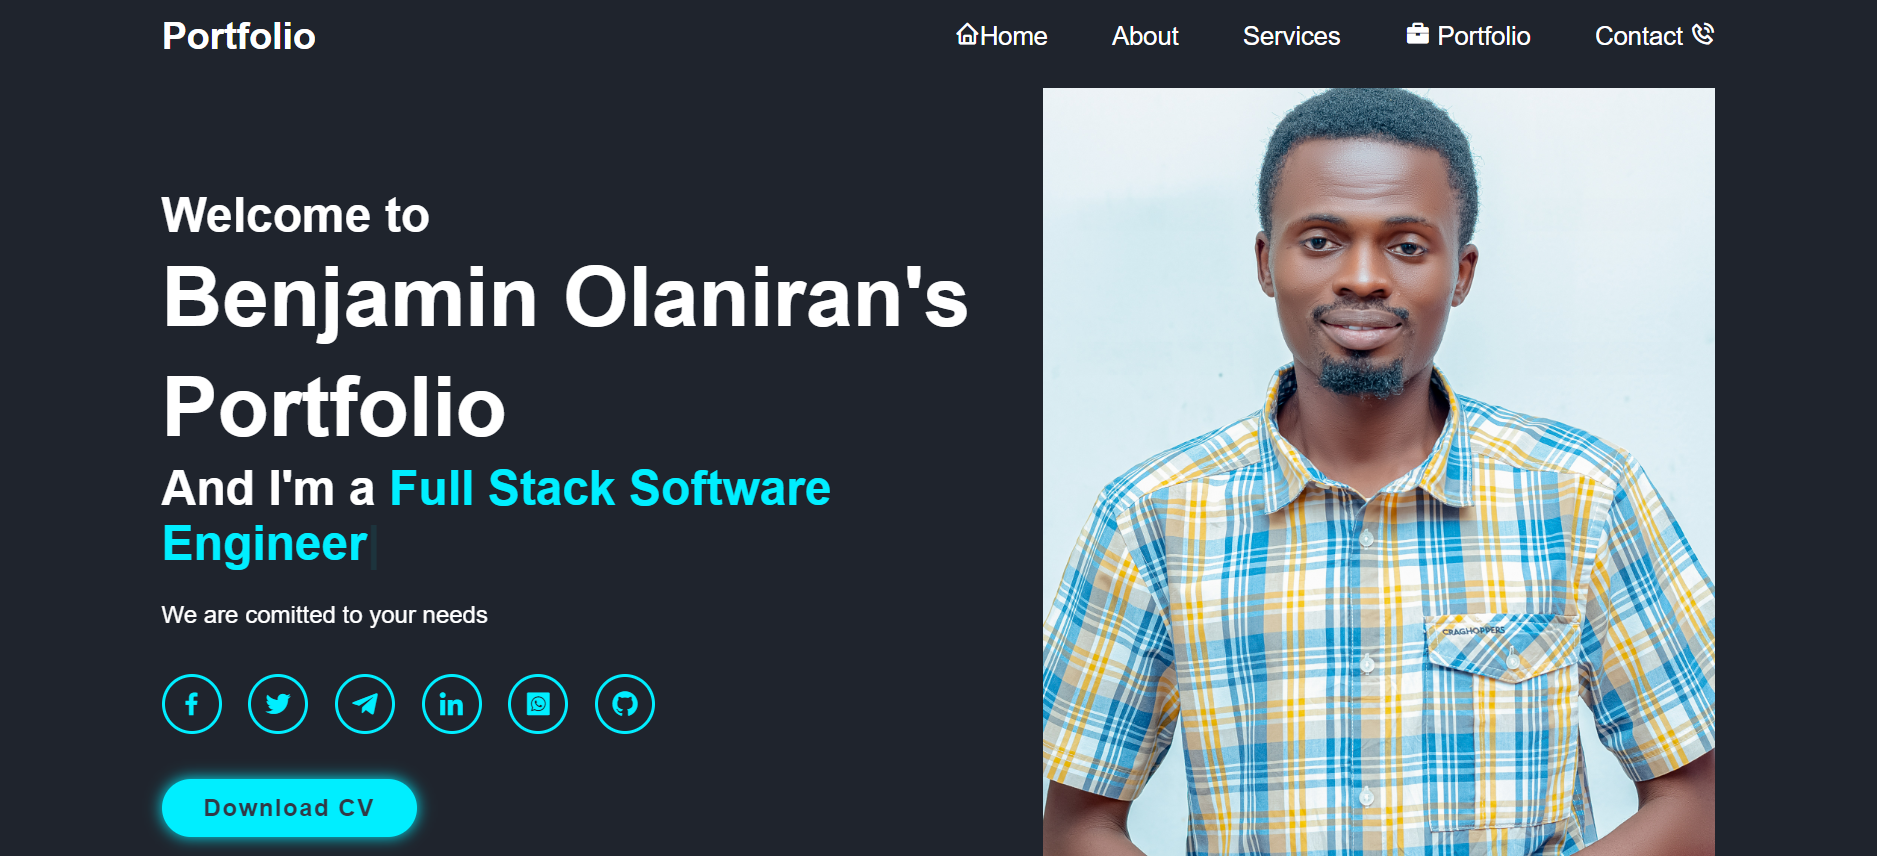 Portfolio
Home About Services Portfolio Contact
Welcome to
Benjamin Olaniran's
Portfolio
And I'm a Full Stack Software
Engineer
We are comitted to your needs
CRAGHOPPERS
Download CV